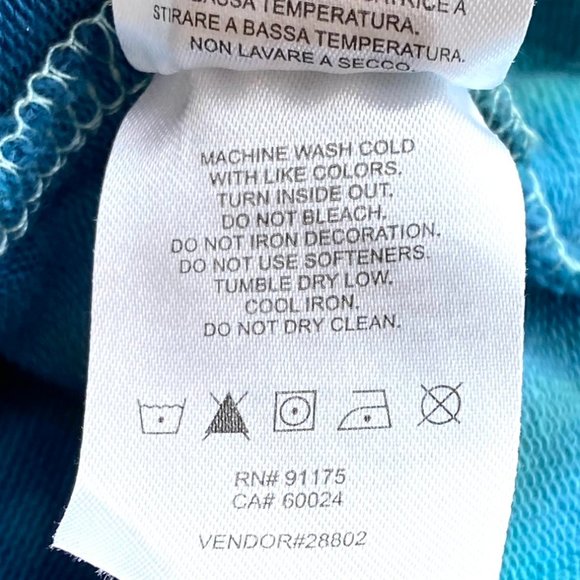 BASSA TEMPERATURA.
STIRARE A BASSA TEMPERATURA.
NON LAVARE A SECCO.
MACHINE WASH COLD
WITH LIKE COLORS.
TURN INSIDE OUT.
DO NOT BLEACH.
DO NOT IRON DECORATION.
DO NOT USE SOFTENERS.
TUMBLE DRY LOW.
COOL IRON.
DO NOT DRY CLEAN.
RN# 91175
CA# 60024
VENDOR#28802